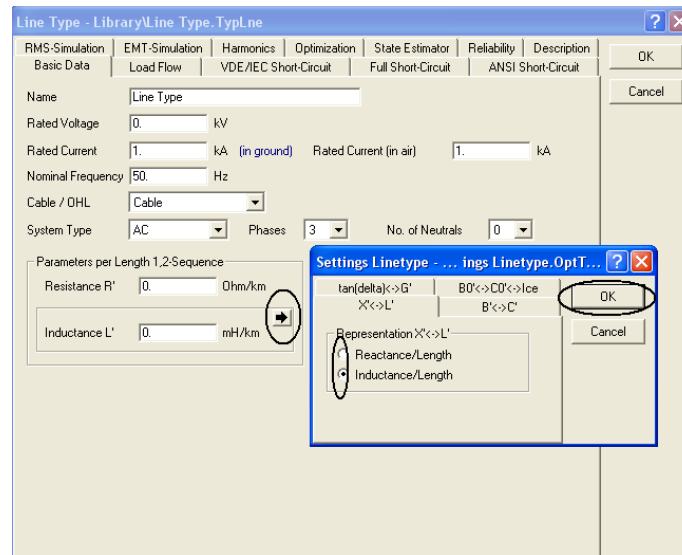 Line Type - Library\Line Type.TypLne
RMS-Simulation EMT-Simulation Harmonics Optimization State Estimator Reliability Description
Basic Data Load Flow VDE/IEC Short-Circuit Full Short-Circuit ANSI Short-Circuit
OK
Cancel
Name Line Type
Rated Voltage 0. kV
Rated Current 1. kA (in ground) Rated Current (in air) 1. kA
Nominal Frequency 50. Hz
Cable / OHL Cable
System Type AC Phases 3 No. of Neutrals 0
Parameters per Length 1,2-Sequence
Resistance R' 0. Ohm/km
Inductance L' 0. mH/km
Settings Linetype - ... ings Linetype.OptT...
tan(delta)<->G' B0'<->C0'<->Ice
X'<->L' B'<->C'
OK
Cancel
Representation X'<->L'
Reactance/Length
Inductance/Length